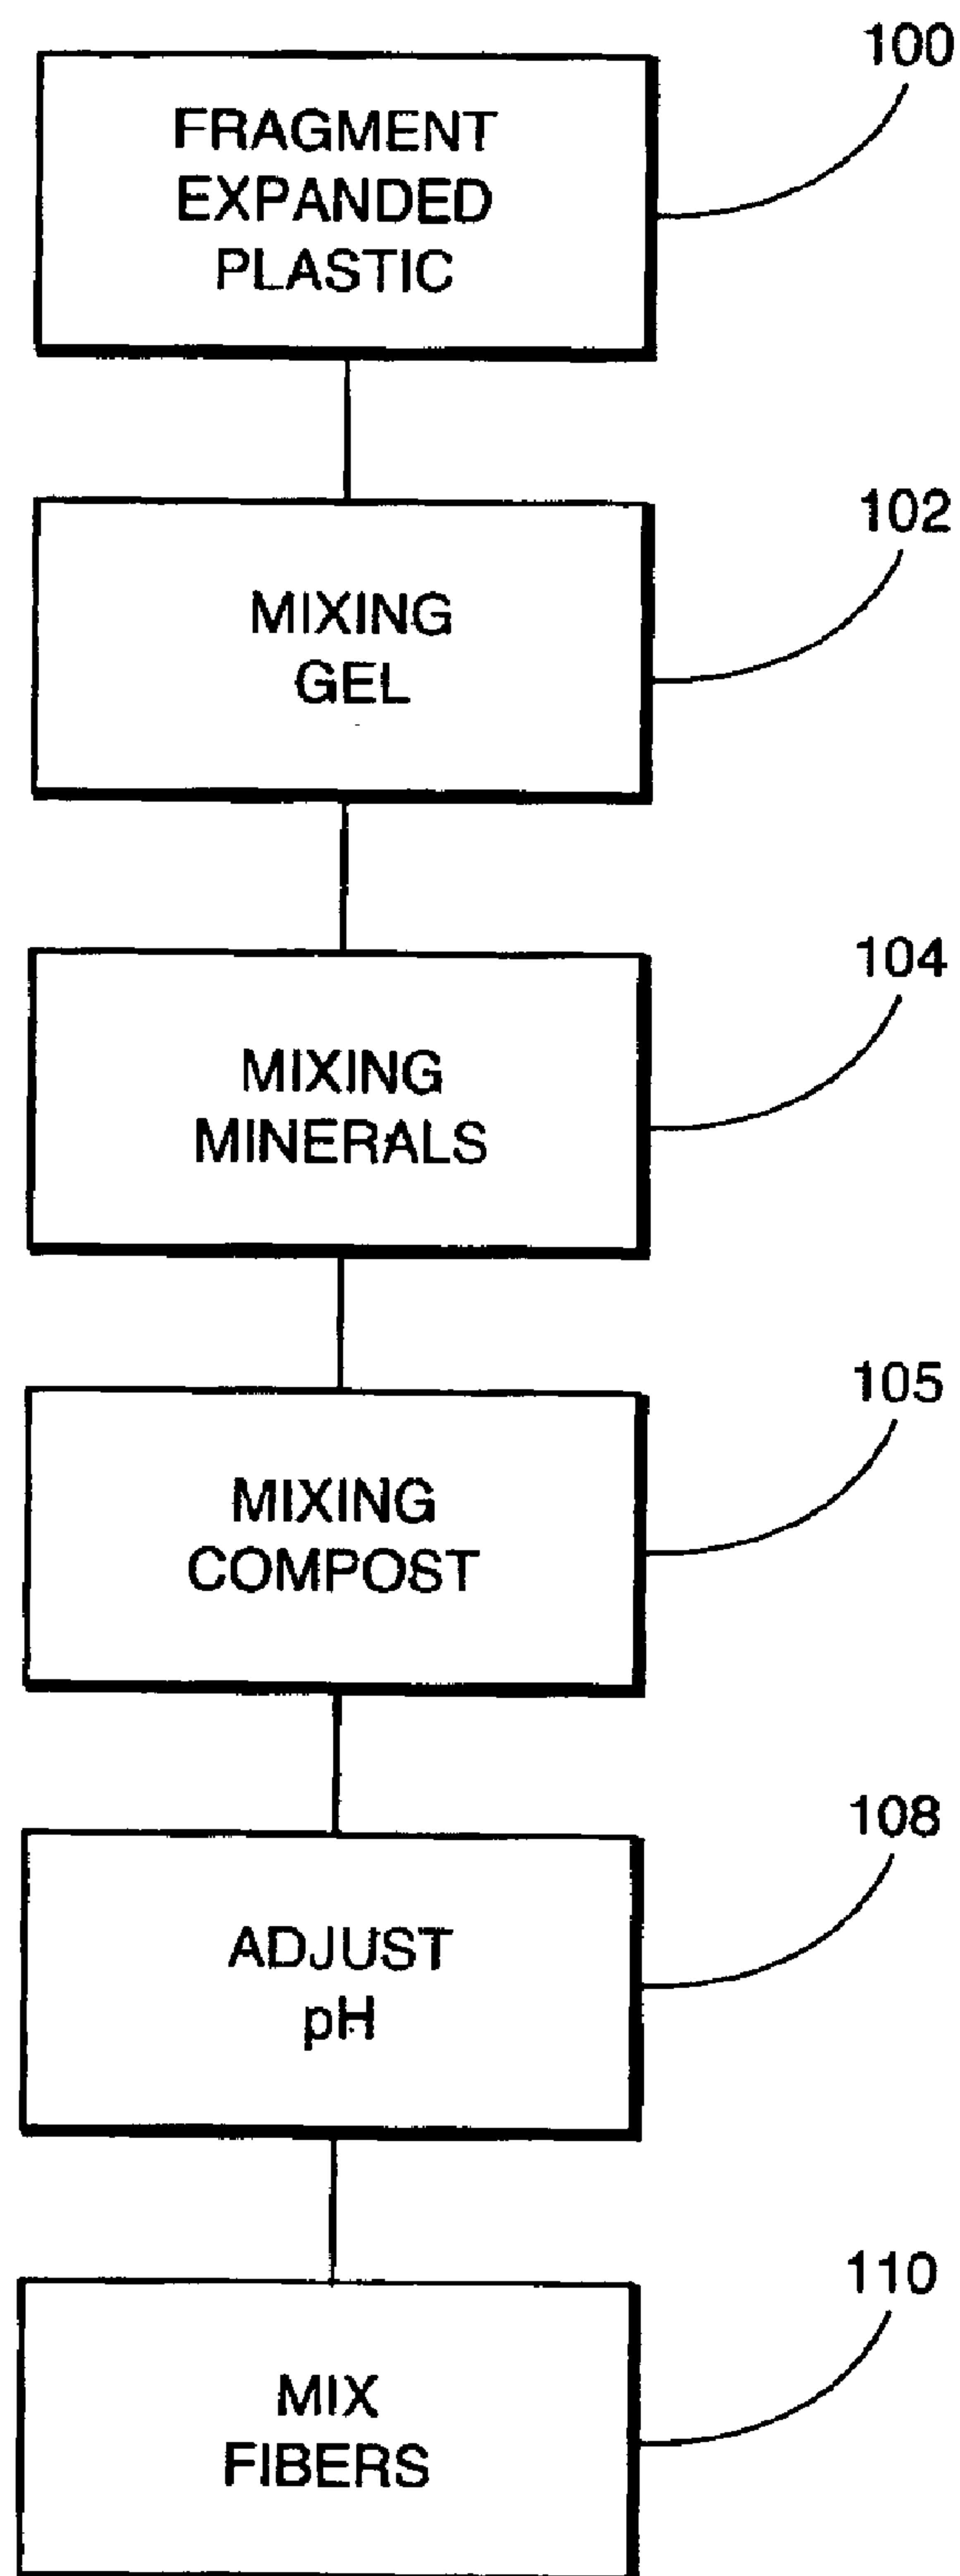 100
FRAGMENT
EXPANDED
PLASTIC
102
MIXING
GEL
104
MIXING
MINERALS
105
MIXING
COMPOST
108
ADJUST
pH
110
MIX
FIBERS